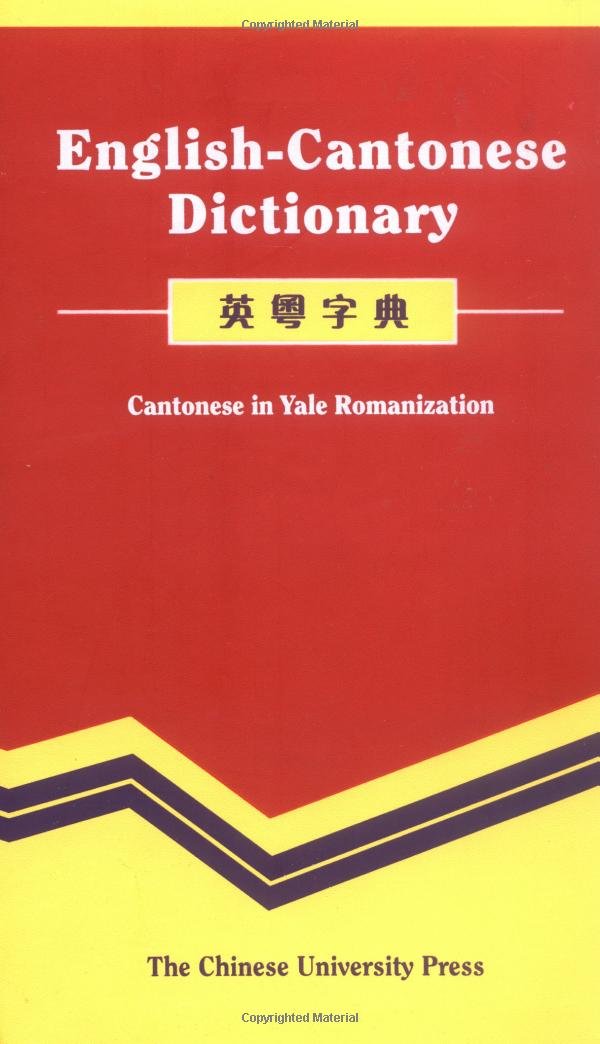 Copyrighted Material
English-Cantonese
Dictionary
英粵字典
Cantonese in Yale Romanization
The Chinese University Press
Copyrighted Material